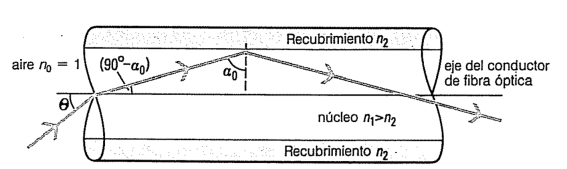 Recubrimiento n₂
aire n₀ = 1
(90°-α₀)
α₀
eje del conductor
de fibra óptica
θ
núcleo n₁>n₂
Recubrimiento n₂